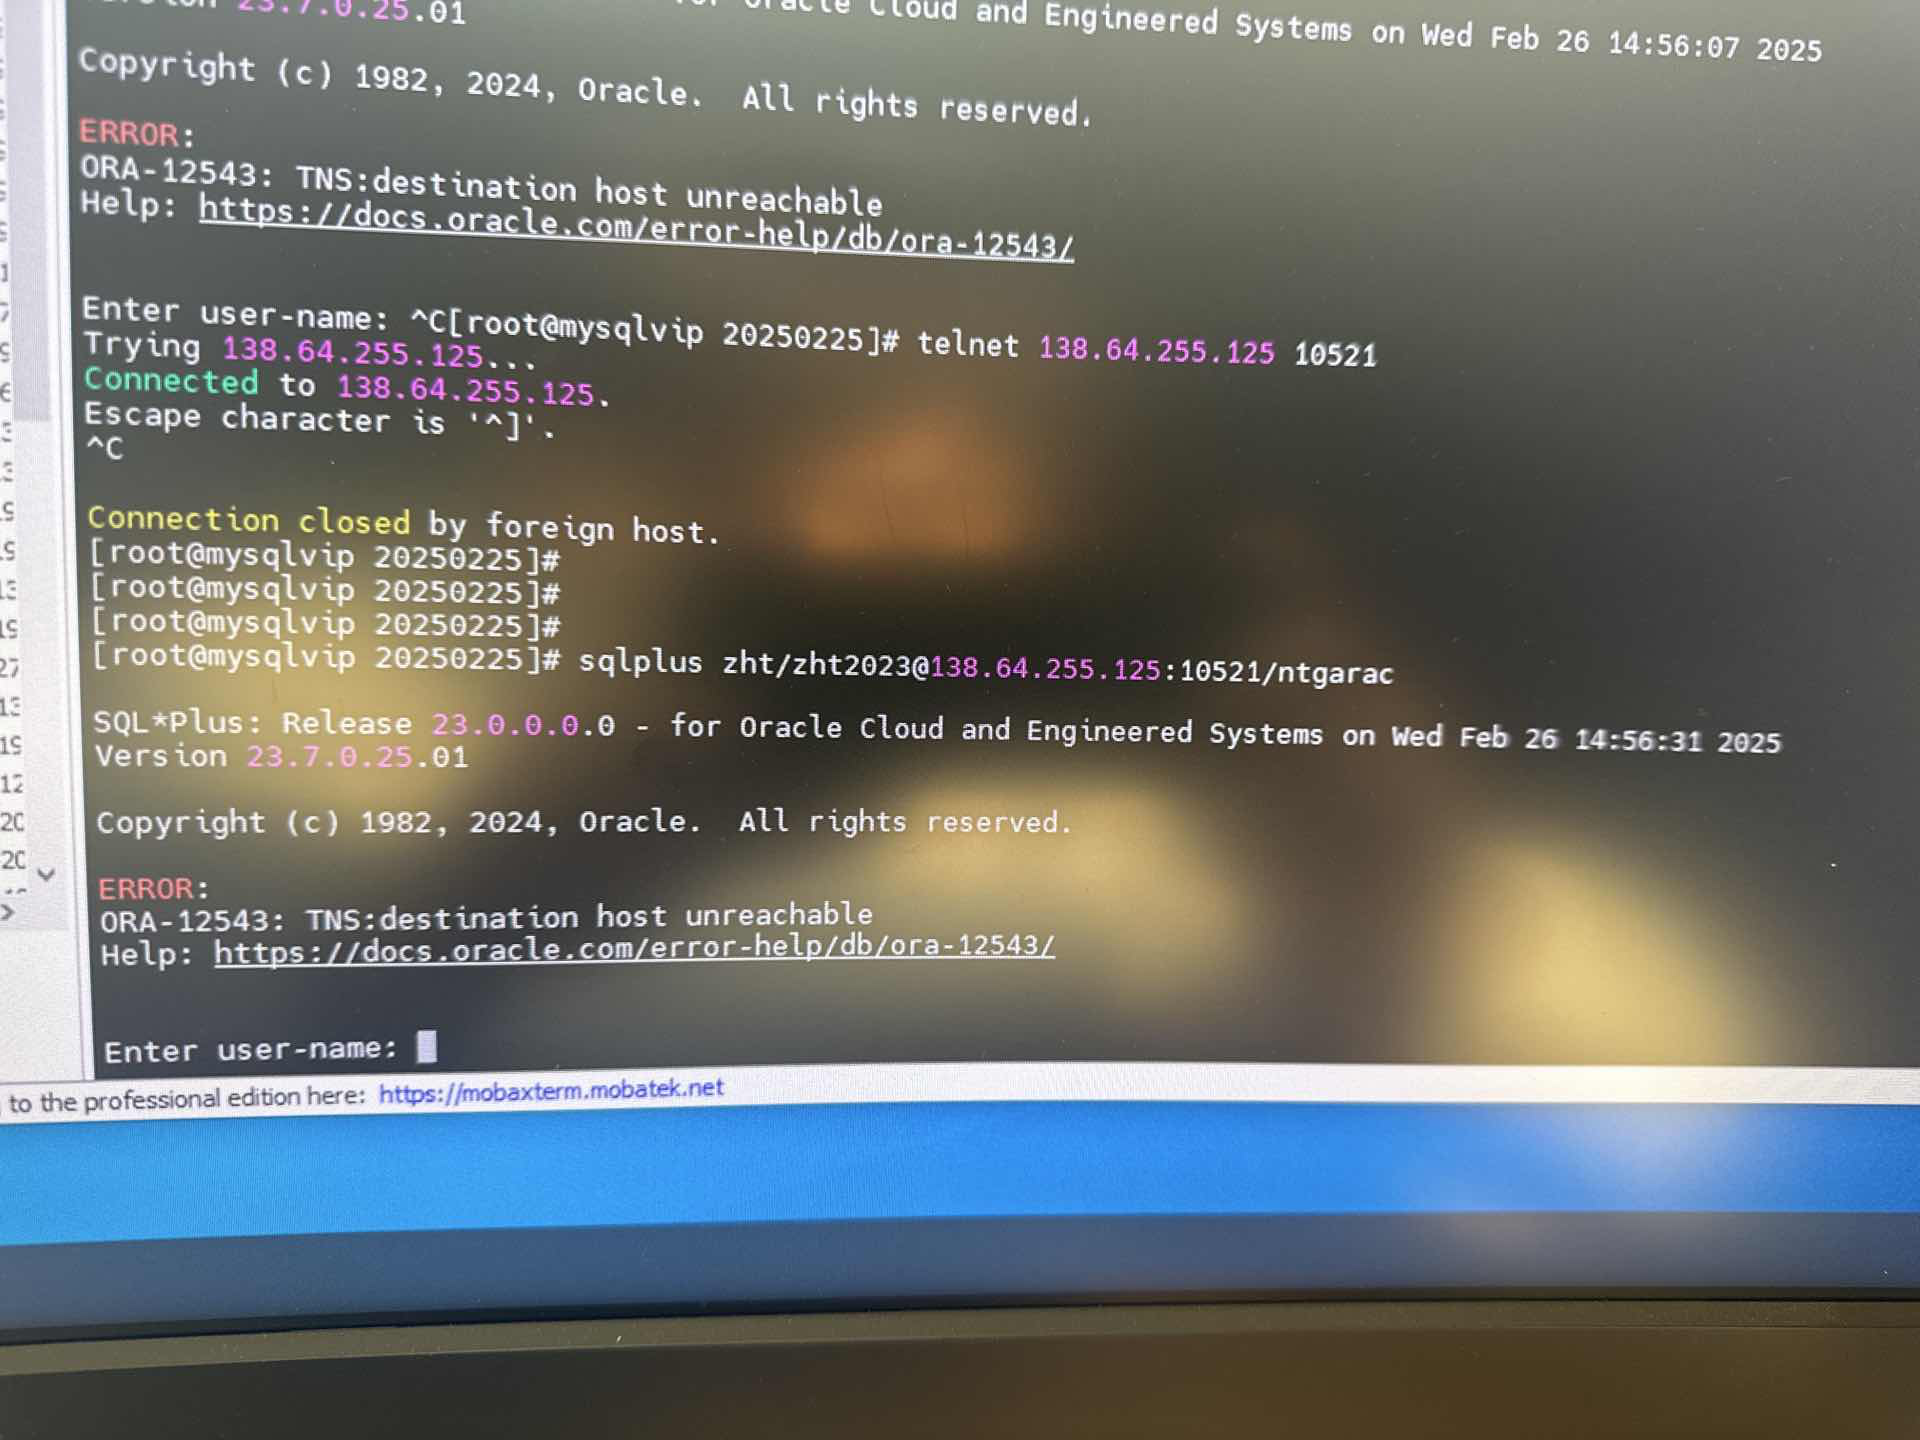 23.7.0.25.01
Oracle Cloud and Engineered Systems on Wed Feb 26 14:56:07 2025
Copyright (c) 1982, 2024, Oracle.  All rights reserved.
ERROR:
ORA-12543: TNS:destination host unreachable
Help: https://docs.oracle.com/error-help/db/ora-12543/
Enter user-name: ^C[root@mysqlvip 20250225]# telnet 138.64.255.125 10521
Trying 138.64.255.125...
Connected to 138.64.255.125.
Escape character is '^]'.
^C
Connection closed by foreign host.
[root@mysqlvip 20250225]#
[root@mysqlvip 20250225]#
[root@mysqlvip 20250225]#
[root@mysqlvip 20250225]# sqlplus zht/zht2023@138.64.255.125:10521/ntgarac
SQL*Plus: Release 23.0.0.0.0 - for Oracle Cloud and Engineered Systems on Wed Feb 26 14:56:31 2025
Version 23.7.0.25.01
Copyright (c) 1982, 2024, Oracle.  All rights reserved.
ERROR:
ORA-12543: TNS:destination host unreachable
Help: https://docs.oracle.com/error-help/db/ora-12543/
Enter user-name:
to the professional edition here: https://mobaxterm.mobatek.net